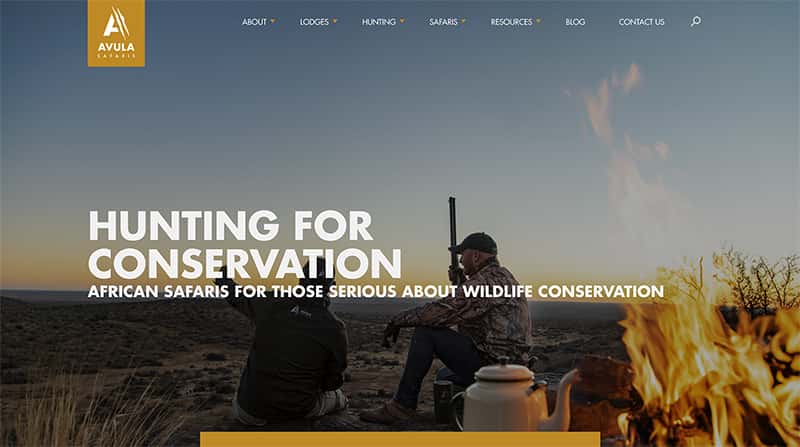 AVULA
SAFARIS
ABOUT LODGES HUNTING SAFARIS RESOURCES BLOG CONTACT US
HUNTING FOR
CONSERVATION
AFRICAN SAFARIS FOR THOSE SERIOUS ABOUT WILDLIFE CONSERVATION